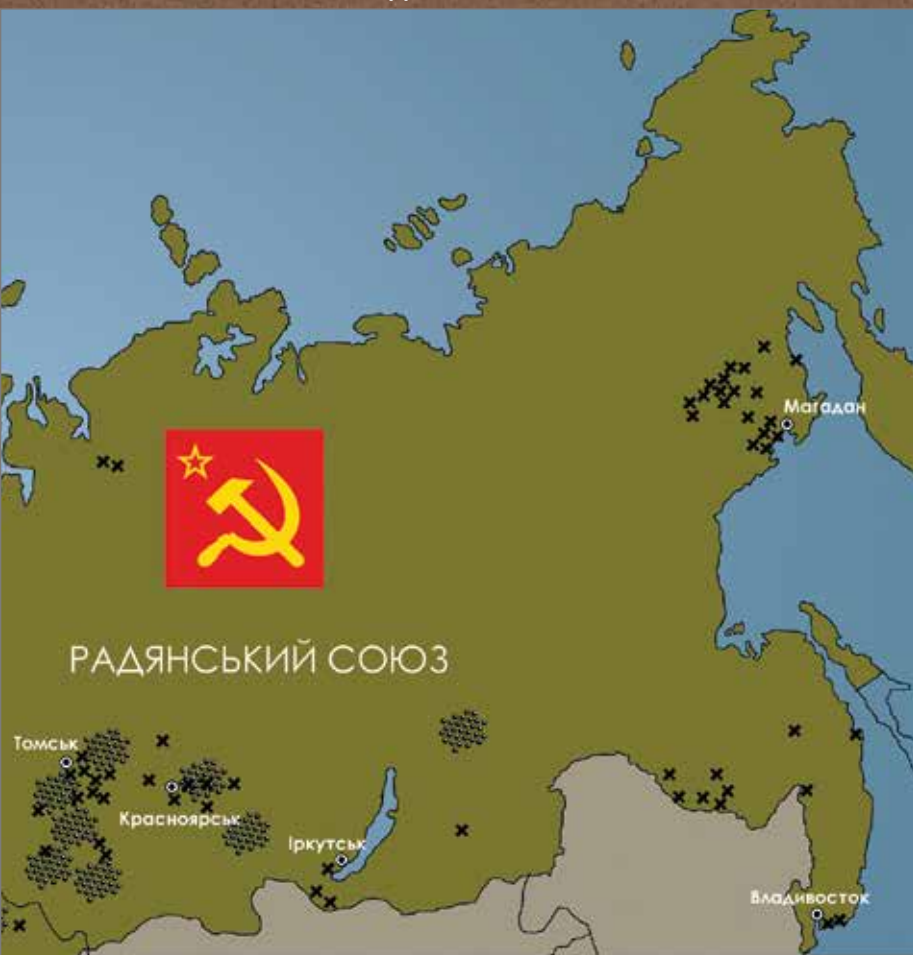 Магадан
РАДЯНСЬКИЙ СОЮЗ
Томськ
Красноярськ
Іркутськ
Владивосток